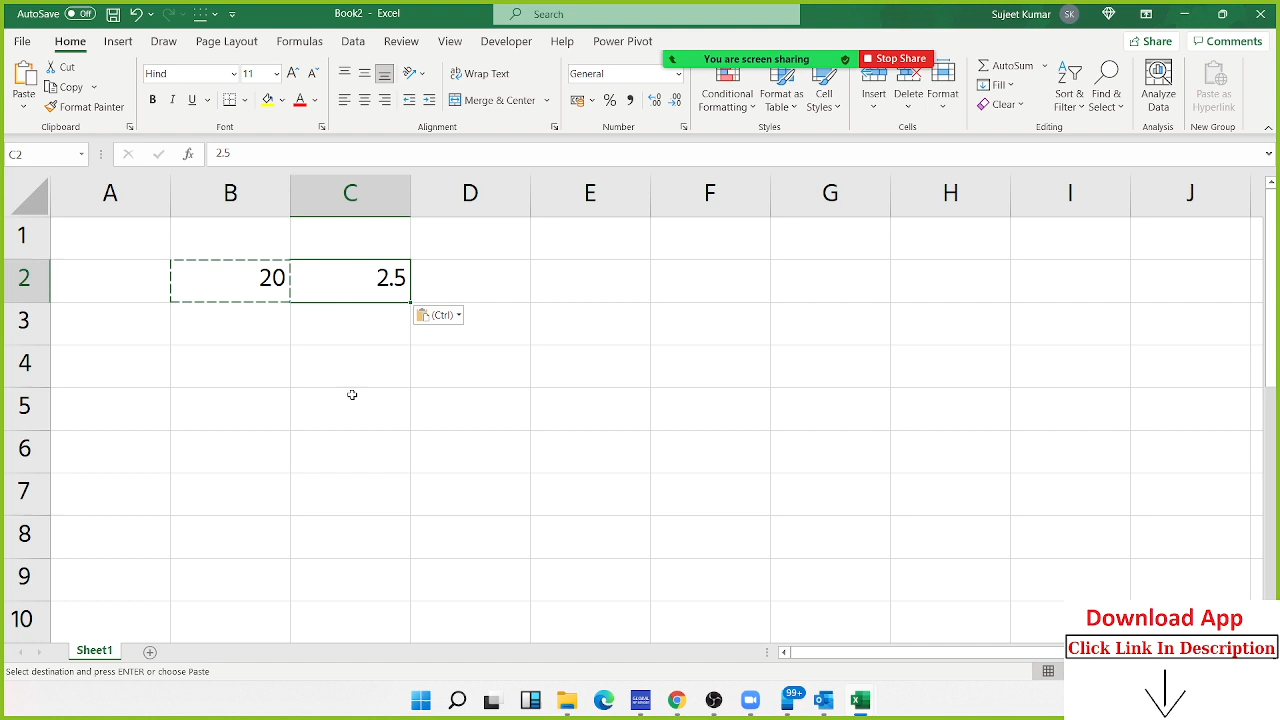 AutoSave Off Book2 - Excel Search Sujeet Kumar SK
File Home Insert Draw Page Layout Formulas Data Review View Developer Help Power Pivot Share Comments
You are screen sharing Stop Share
Paste Cut Copy Format Painter Clipboard
Hind 11 A A B I U A Font
ab Wrap Text Merge & Center Alignment
General % , Number
Conditional Formatting Format as Table Cell Styles Styles
Insert Delete Format Cells
AutoSum Fill Clear Sort & Filter Find & Select Editing
Analyze Data Analysis
Paste as Hyperlink New Group
C2 fx 2.5
A B C D E F G H I J
1
2 20 2.5
3 (Ctrl)
4
5
6
7
8
9
10
Download App
Click Link In Description
Sheet1
Select destination and press ENTER or choose Paste
99+